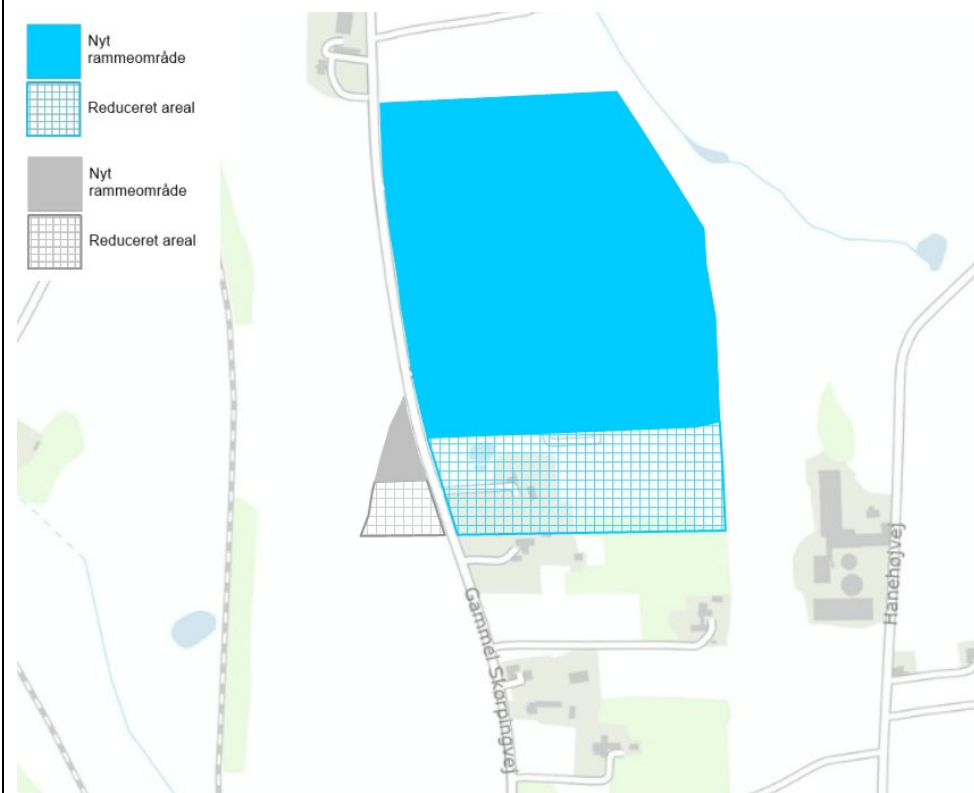 Nyt
rammeområde
Reduceret areal
Nyt
rammeområde
Reduceret areal
Gammel Skørpingvej
Hanehøjvej